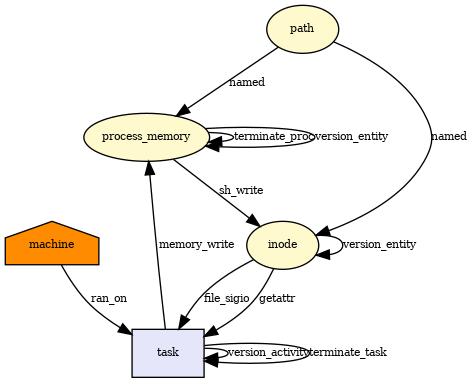 path
named
process_memory
terminate_proc
version_entity
named
sh_write
machine
memory_write
inode
version_entity
ran_on
file_sigio
getattr
task
version_activity
terminate_task